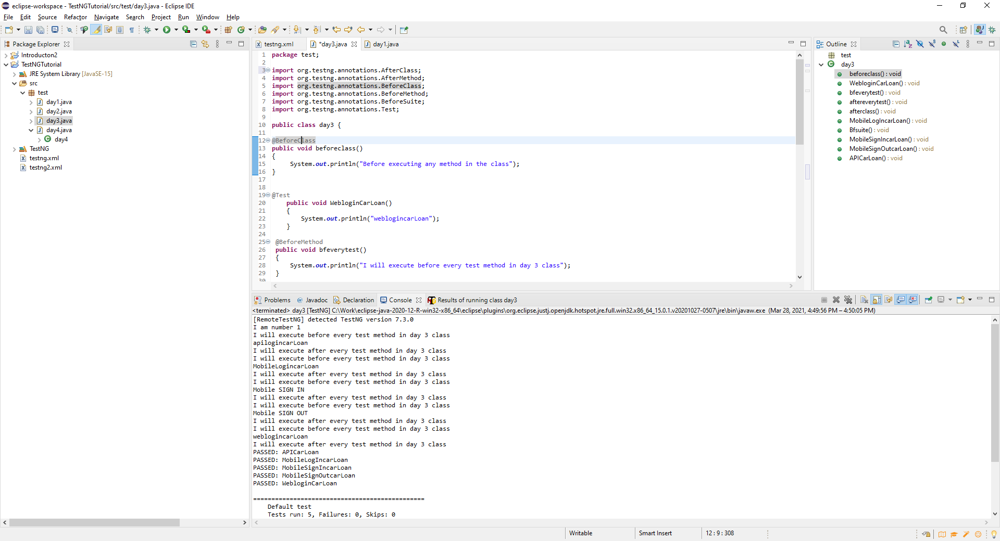 eclipse-workspace - TestNGTutorial/src/test/day3.java - Eclipse IDE
File Edit Source Refactor Navigate Search Project Run Window Help
Package Explorer
Introducton2
TestNGTutorial
JRE System Library [JavaSE-15]
src
test
day1.java
day2.java
day3.java
day4.java
day4
TestNG
testng.xml
testng2.xml
testng.xml *day3.java day1.java
1 package test;
2
3 import org.testng.annotations.AfterClass;
4 import org.testng.annotations.AfterMethod;
5 import org.testng.annotations.BeforeClass;
6 import org.testng.annotations.BeforeMethod;
7 import org.testng.annotations.BeforeSuite;
8 import org.testng.annotations.Test;
9
10 public class day3 {
11
12 @BeforeClass
13 public void beforeclass()
14 {
15 System.out.println("Before executing any method in the class");
16 }
17
18
19 @Test
20 public void WebloginCarLoan()
21 {
22 System.out.println("weblogincarLoan");
23 }
24
25 @BeforeMethod
26 public void bfeverytest()
27 {
28 System.out.println("I will execute before every test method in day 3 class");
29 }
30
Outline
test
day3
beforeclass() : void
WebloginCarLoan() : void
bfeverytest() : void
aftereverytest() : void
afterclass() : void
MobileLogIncarLoan() : void
Bfsuite() : void
MobileSignIncarLoan() : void
MobileSignOutcarLoan() : void
APICarLoan() : void
Problems @ Javadoc Declaration Console Results of running class day3
<terminated> day3 [TestNG] C:\Work\eclipse-java-2020-12-R-win32-x86_64\eclipse\plugins\org.eclipse.justj.openjdk.hotspot.jre.full.win32.x86_64_15.0.1.v20201027-0507\jre\bin\javaw.exe (Mar 28, 2021, 4:49:56 PM – 4:50:05 PM)
[RemoteTestNG] detected TestNG version 7.3.0
I am number 1
I will execute before every test method in day 3 class
apilogincarLoan
I will execute after every test method in day 3 class
I will execute before every test method in day 3 class
MobileLogincarLoan
I will execute after every test method in day 3 class
I will execute before every test method in day 3 class
Mobile SIGN IN
I will execute after every test method in day 3 class
I will execute before every test method in day 3 class
Mobile SIGN OUT
I will execute after every test method in day 3 class
I will execute before every test method in day 3 class
weblogincarLoan
I will execute after every test method in day 3 class
PASSED: APICarLoan
PASSED: MobileLogIncarLoan
PASSED: MobileSignIncarLoan
PASSED: MobileSignOutcarLoan
PASSED: WebloginCarLoan
===============================================
Default test
Tests run: 5, Failures: 0, Skips: 0
Writable Smart Insert 12 : 9 : 308